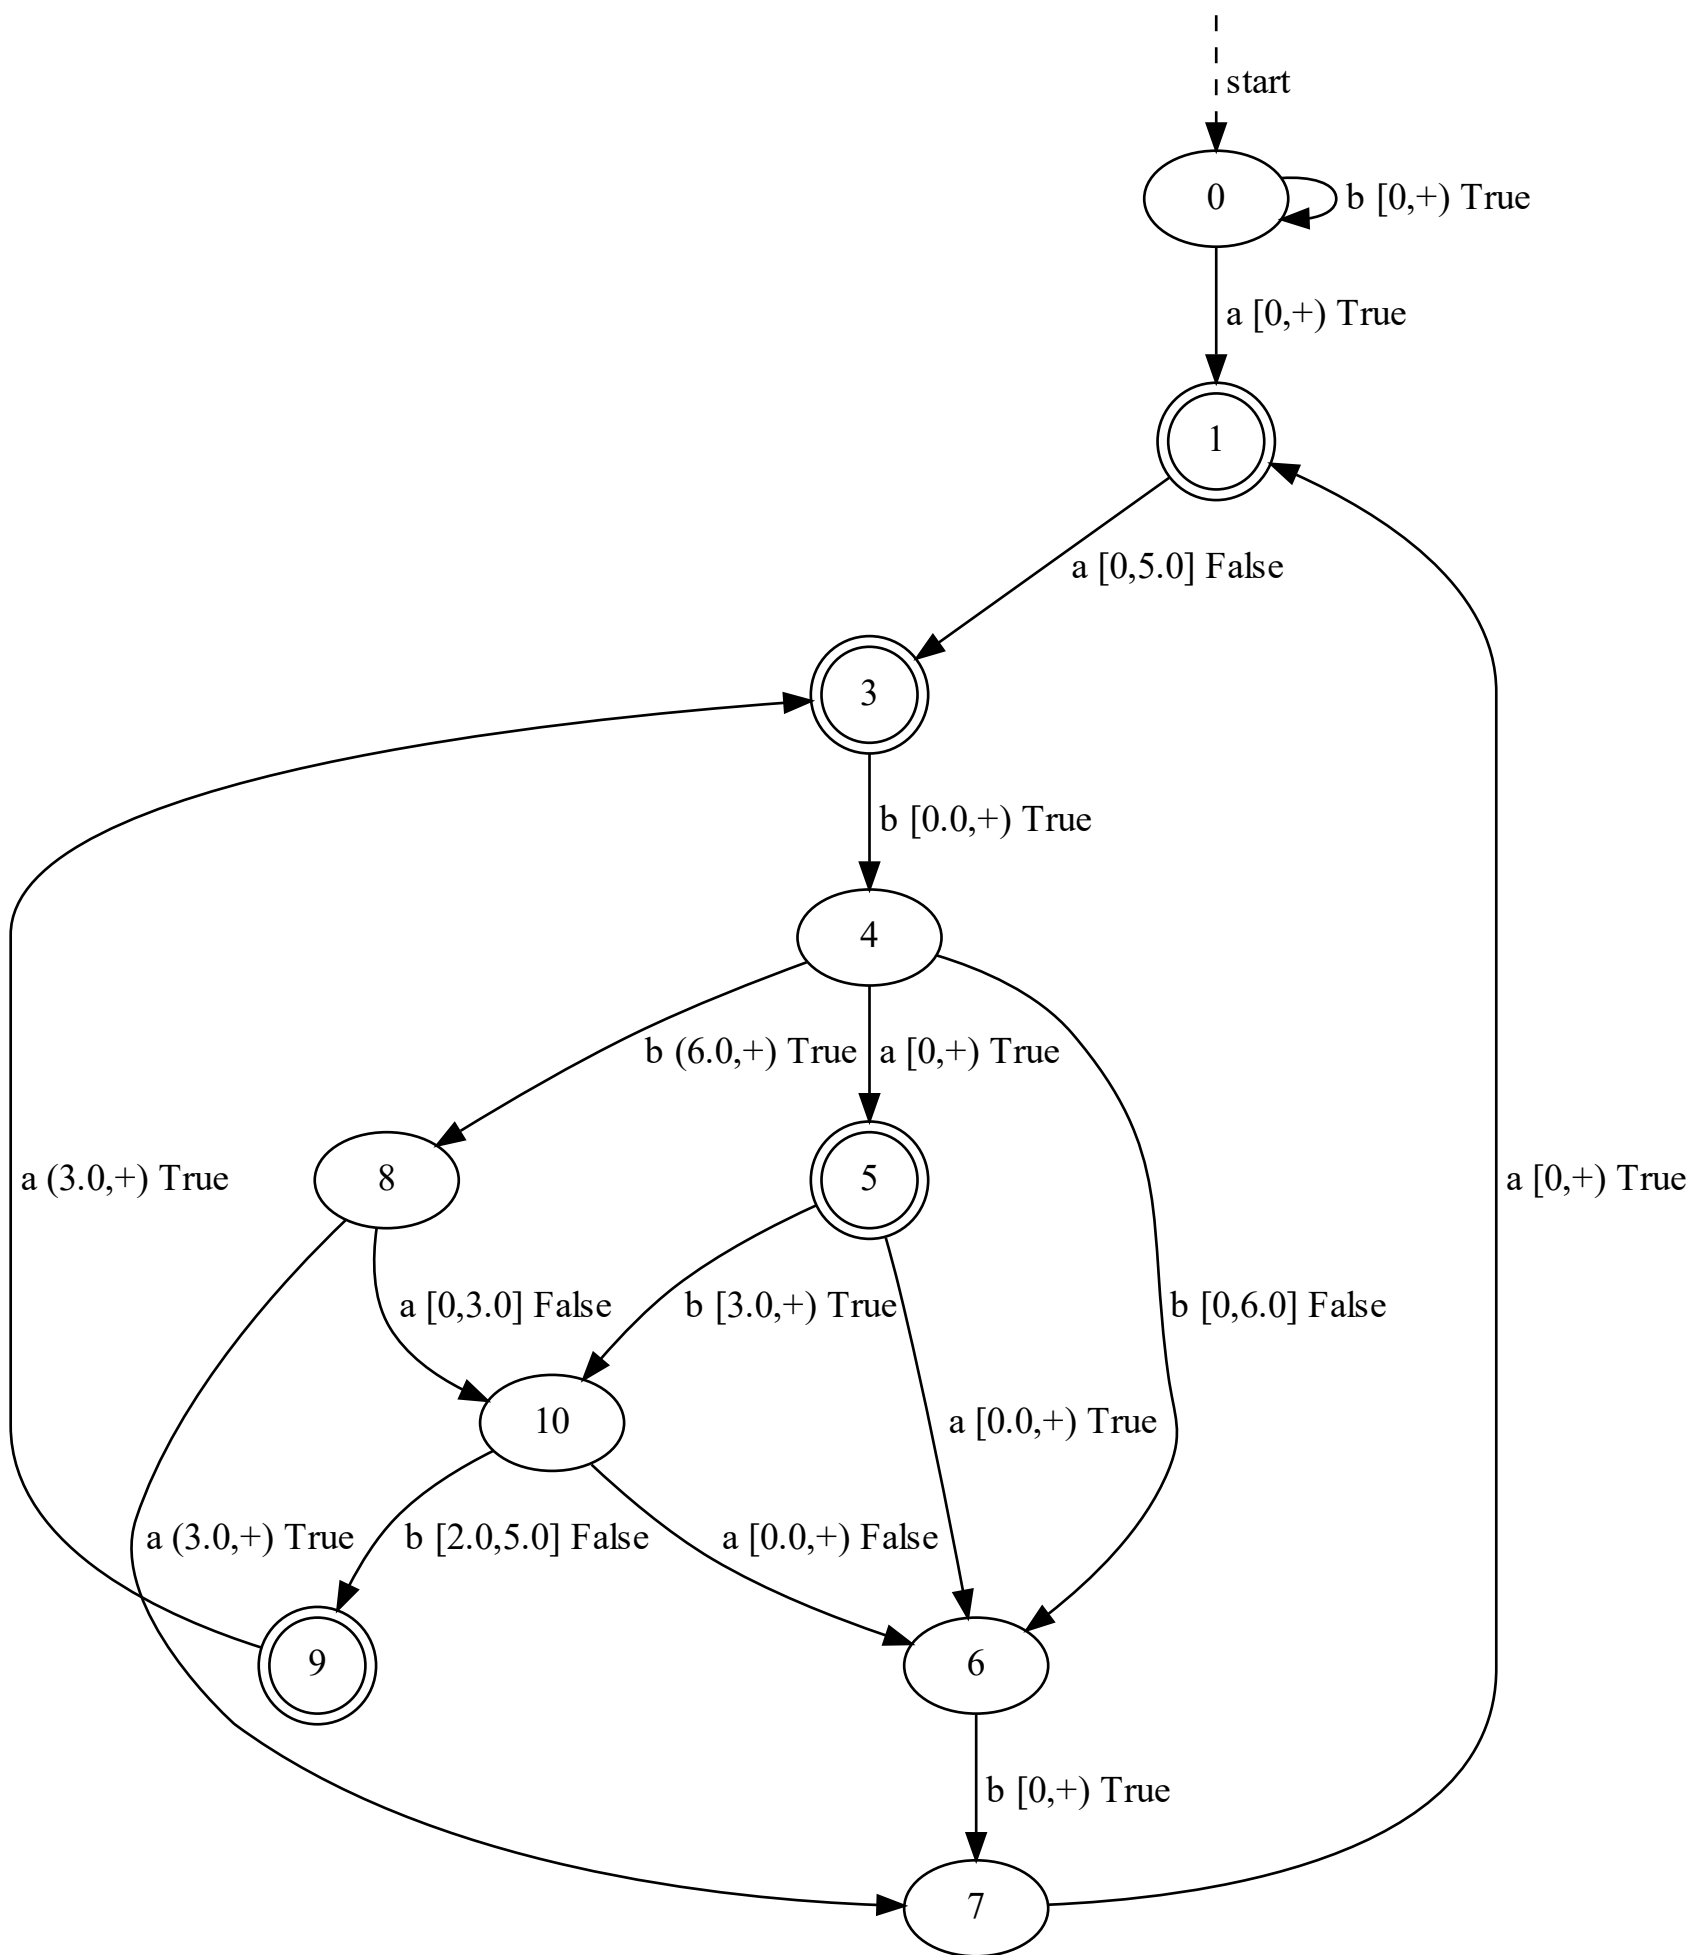 start
0
b [0,+) True
a [0,+) True
1
a [0,5.0] False
3
b [0.0,+) True
4
b (6.0,+) True
a [0,+) True
a (3.0,+) True
8
5
a [0,+) True
a [0,3.0] False
b [3.0,+) True
b [0,6.0] False
10
a [0.0,+) True
a (3.0,+) True
b [2.0,5.0] False
a [0.0,+) False
9
6
b [0,+) True
7